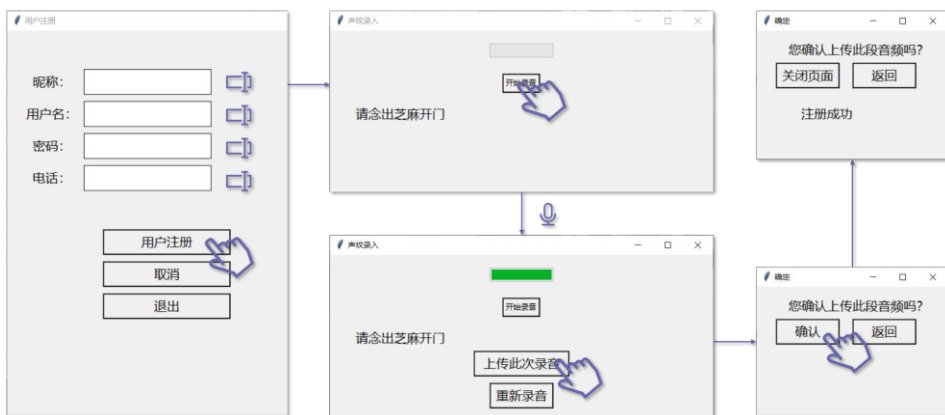 用户注册
昵称：
用户名：
密码：
电话：
用户注册
取消
退出
声纹录入
开始录音
请念出芝麻开门
声纹录入
开始录音
请念出芝麻开门
上传此次录音
重新录音
确定
您确认上传此段音频吗?
确认 返回
确定
您确认上传此段音频吗?
关闭页面 返回
注册成功